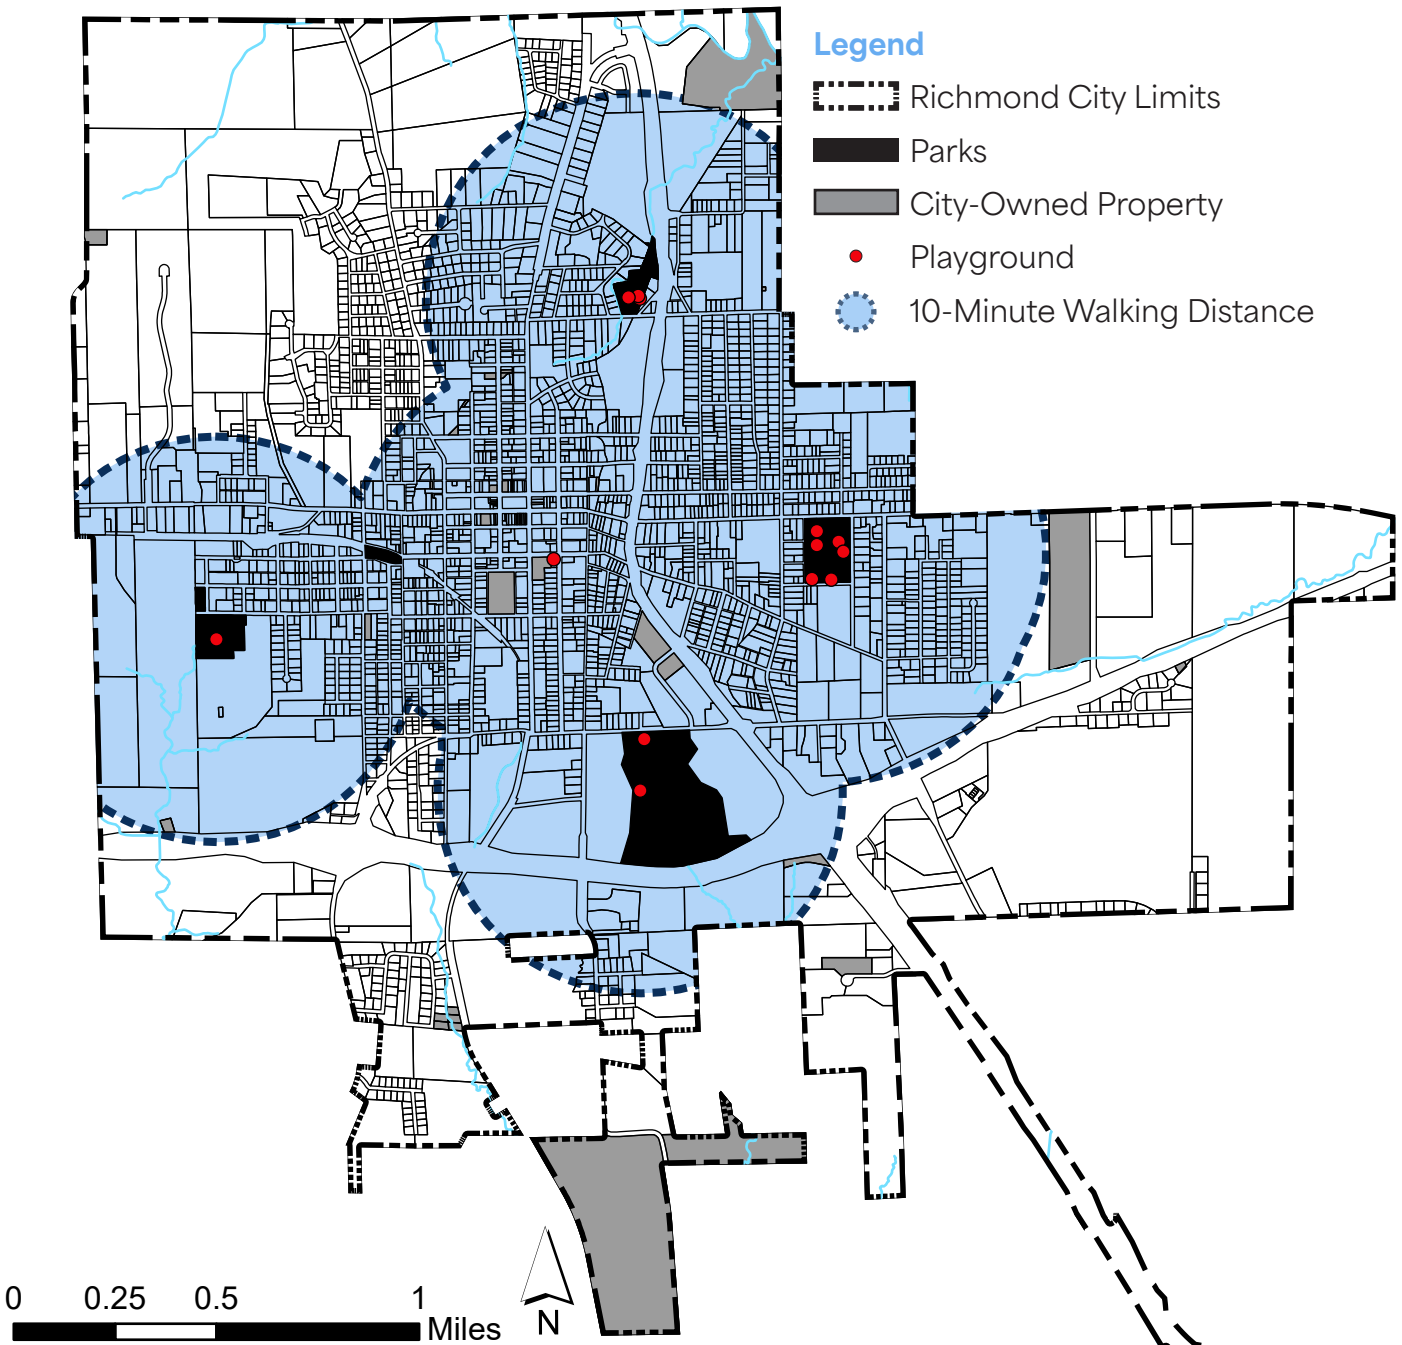 Legend
Richmond City Limits
Parks
City-Owned Property
Playground
10-Minute Walking Distance
0 0.25 0.5 1
Miles
N